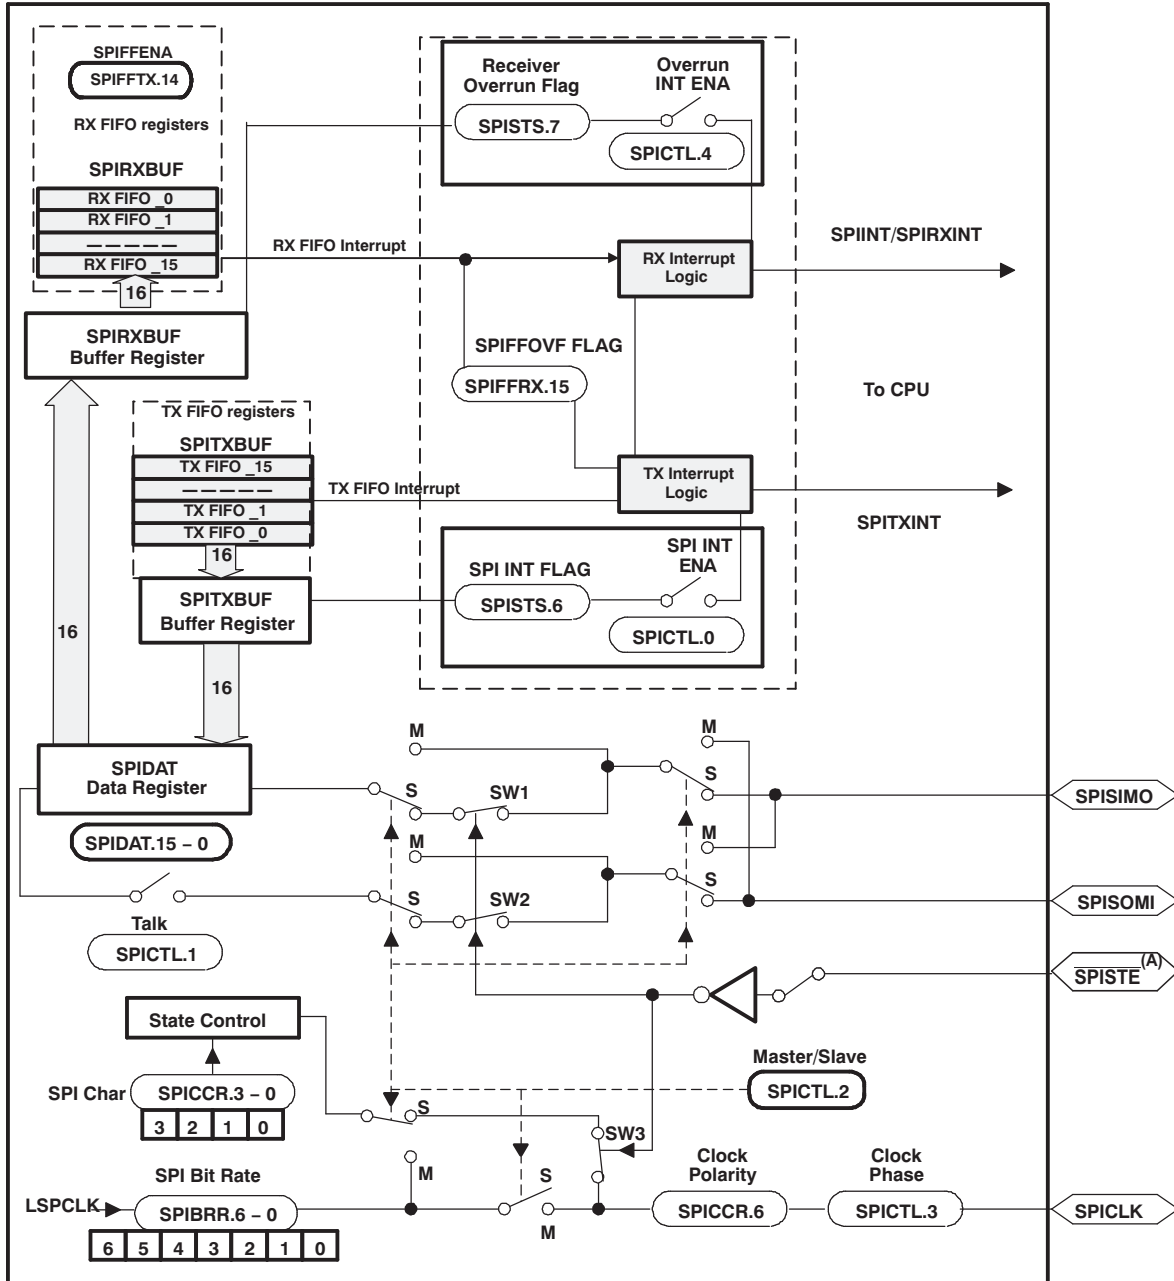 SPIFFENA
SPIFFTX.14
RX FIFO registers
SPIRXBUF
RX FIFO _0
RX FIFO _1
– – – – –
RX FIFO _15
16
SPIRXBUF
Buffer Register
Receiver
Overrun Flag
SPISTS.7
Overrun
INT ENA
SPICTL.4
RX FIFO Interrupt
RX Interrupt
Logic
SPIINT/SPIRXINT
SPIFFOVF FLAG
SPIFFRX.15
To CPU
TX FIFO registers
SPITXBUF
TX FIFO _15
– – – – –
TX FIFO _1
TX FIFO _0
16
TX FIFO Interrupt
TX Interrupt
Logic
SPITXINT
SPI INT FLAG
SPISTS.6
SPI INT
ENA
SPICTL.0
SPITXBUF
Buffer Register
16
16
SPIDAT
Data Register
SPIDAT.15 – 0
M
S
SW1
M
S
SPISIMO
M
S
SW2
M
S
SPISOMI
Talk
SPICTL.1
SPISTE (A)
State Control
Master/Slave
SPICTL.2
SPI Char
SPICCR.3 – 0
3 2 1 0
S
M
SW3
SPI Bit Rate
LSPCLK
SPIBRR.6 – 0
6 5 4 3 2 1 0
S
M
Clock
Polarity
SPICCR.6
Clock
Phase
SPICTL.3
SPICLK